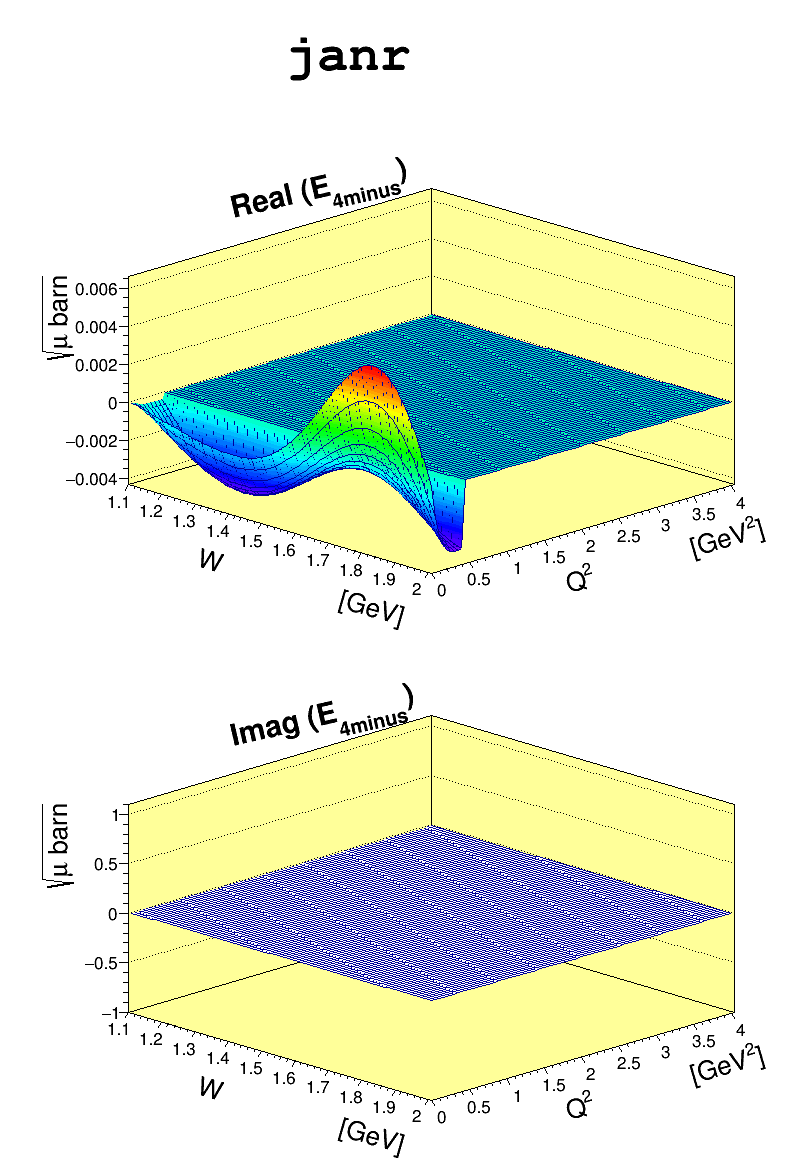 janr
Real (E4minus)
√μ barn
0.006
0.004
0.002
0
−0.002
−0.004
1.1 1.2 1.3 1.4 1.5 1.6 1.7 1.8 1.9 2
W
[GeV]
0 0.5 1 1.5 2 2.5 3 3.5 4
Q²
[GeV²]
Imag (E4minus)
√μ barn
1
0.5
0
−0.5
−1
1.1 1.2 1.3 1.4 1.5 1.6 1.7 1.8 1.9 2
W
[GeV]
0 0.5 1 1.5 2 2.5 3 3.5 4
Q²
[GeV²]